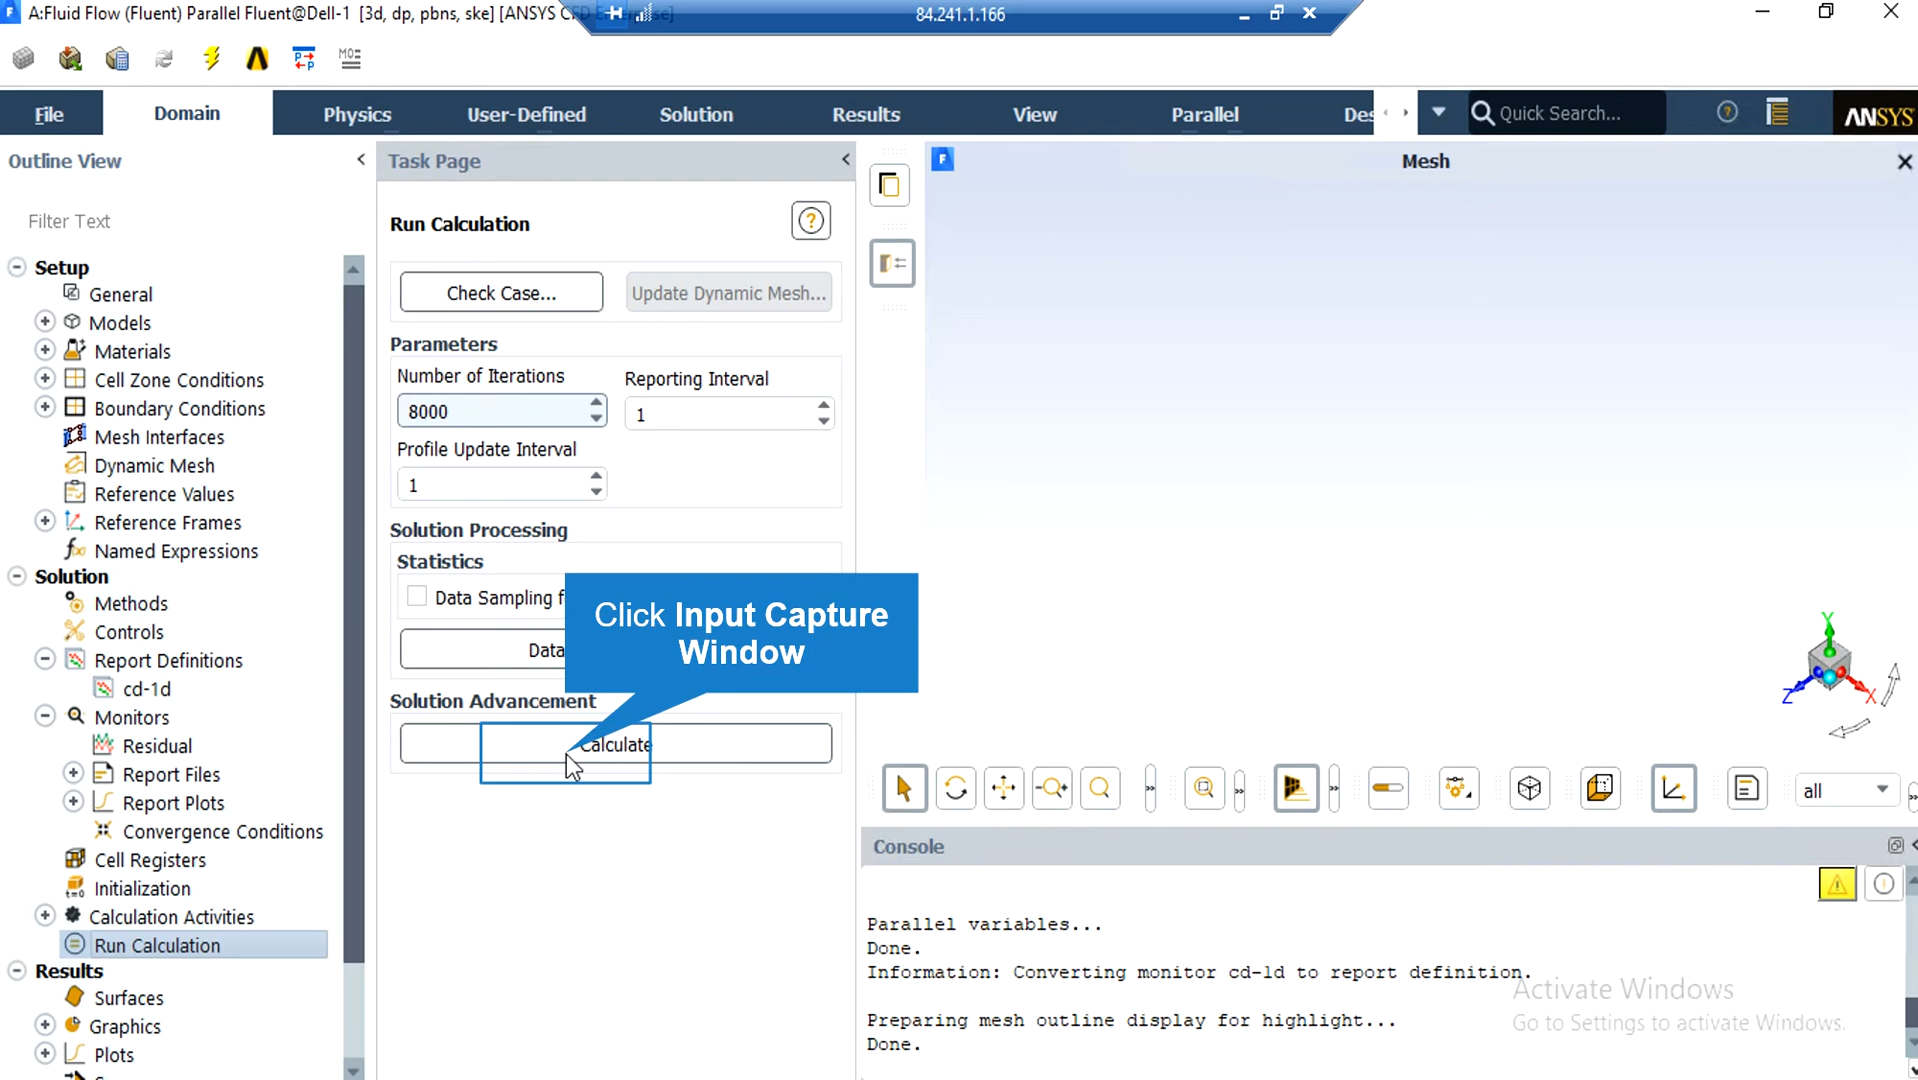 A:Fluid Flow (Fluent) Parallel Fluent@Dell-1 [3d, dp, pbns, ske] [ANSYS CFD Enterprise]
84.241.1.166
File
Domain
Physics
User-Defined
Solution
Results
View
Parallel
Des
Quick Search...
ANSYS
Outline View
Filter Text
Setup
General
Models
Materials
Cell Zone Conditions
Boundary Conditions
Mesh Interfaces
Dynamic Mesh
Reference Values
Reference Frames
Named Expressions
Solution
Methods
Controls
Report Definitions
cd-1d
Monitors
Residual
Report Files
Report Plots
Convergence Conditions
Cell Registers
Initialization
Calculation Activities
Run Calculation
Results
Surfaces
Graphics
Plots
Task Page
Run Calculation
Check Case...
Update Dynamic Mesh...
Parameters
Number of Iterations
Reporting Interval
8000
1
Profile Update Interval
1
Solution Processing
Statistics
Data Sampling f
Data
Click Input Capture
Window
Solution Advancement
Calculate
Mesh
Y
Z
X
all
Console
Parallel variables...
Done.
Information: Converting monitor cd-1d to report definition.
Preparing mesh outline display for highlight...
Done.
Activate Windows
Go to Settings to activate Windows.